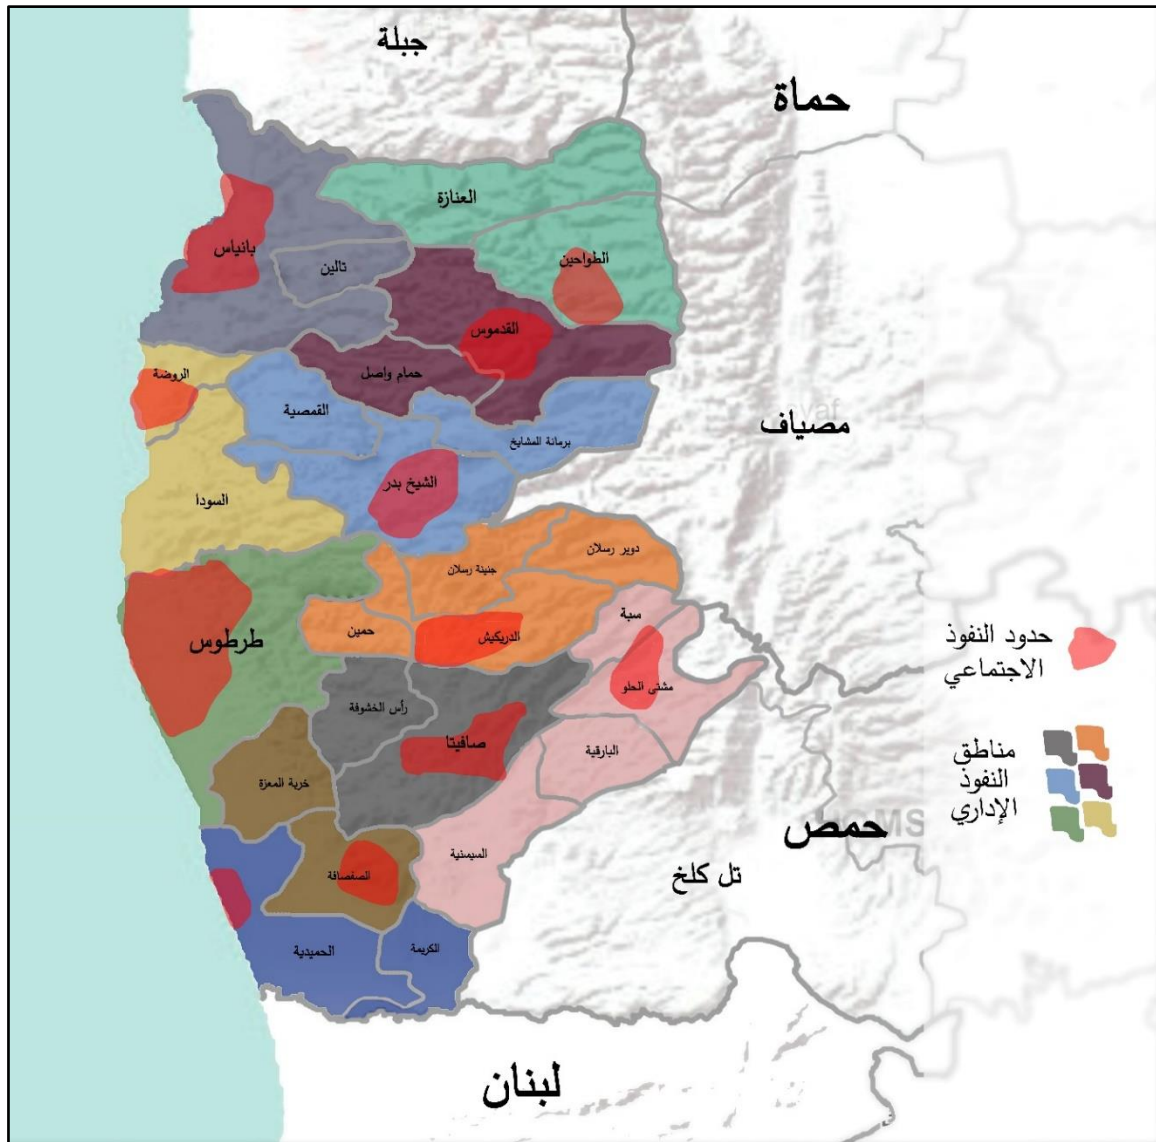 جبلة
حماة
العنازة
بانياس
تالين
الطواحين
القدموس
الروضة
حمام واصل
القمصية
برمانة المشايخ
مصياف
الشيخ بدر
السودا
دوير رسلان
جنينة رسلان
سبة
حمين
الدريكيش
طرطوس
حدود النفوذ
الاجتماعي
مشتى الحلو
رأس الخشوفة
صافيتا
البارقية
مناطق
النفوذ
الإداري
خربة المعزة
حمص
السيسنية
تل كلخ
الصفصافة
الحميدية
الكريمة
لبنان